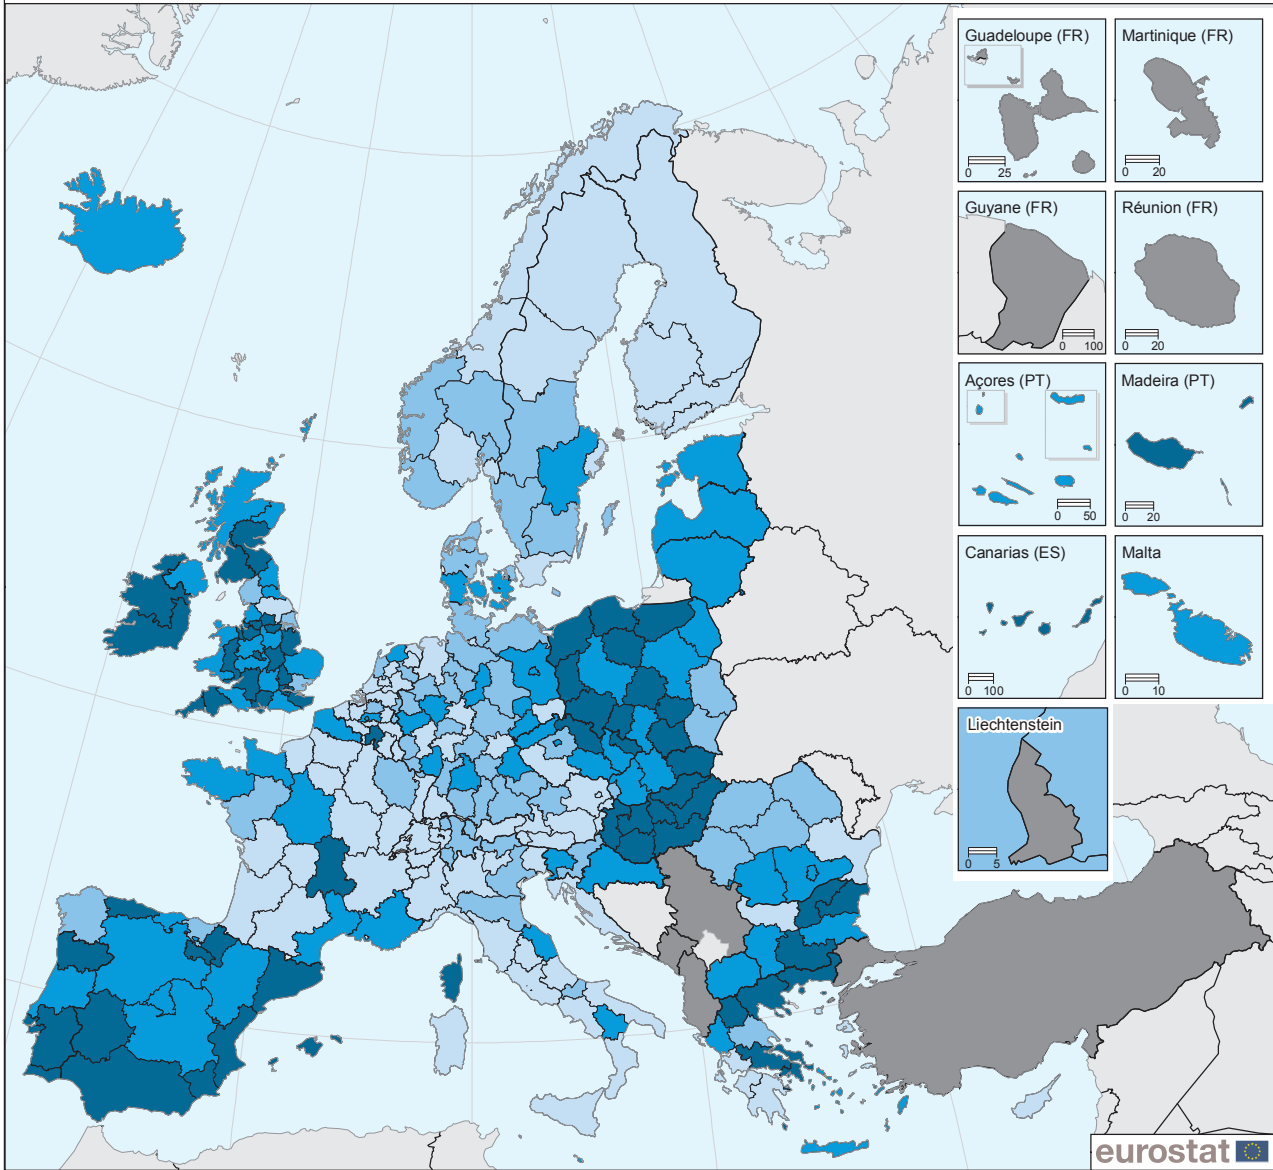 Guadeloupe (FR)
0 25
Martinique (FR)
0 20
Guyane (FR)
0 100
Réunion (FR)
0 20
Açores (PT)
0 50
Madeira (PT)
0 20
Canarias (ES)
0 100
Malta
0 10
Liechtenstein
0 5
eurostat